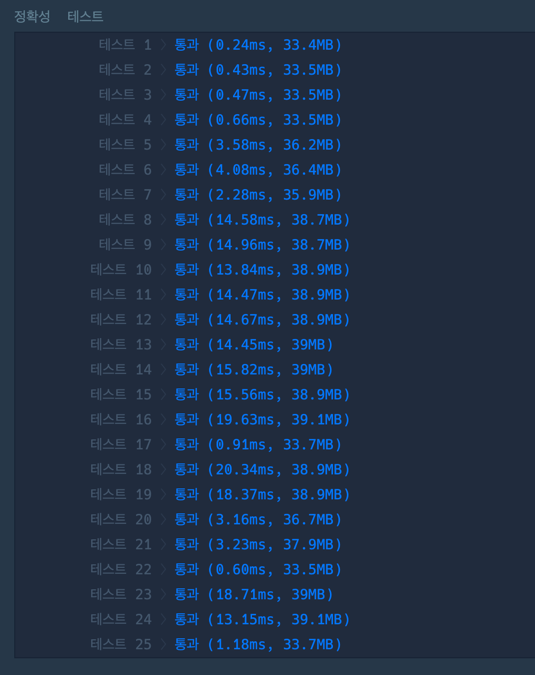 정확성  테스트
테스트 1 〉 통과 (0.24ms, 33.4MB)
테스트 2 〉 통과 (0.43ms, 33.5MB)
테스트 3 〉 통과 (0.47ms, 33.5MB)
테스트 4 〉 통과 (0.66ms, 33.5MB)
테스트 5 〉 통과 (3.58ms, 36.2MB)
테스트 6 〉 통과 (4.08ms, 36.4MB)
테스트 7 〉 통과 (2.28ms, 35.9MB)
테스트 8 〉 통과 (14.58ms, 38.7MB)
테스트 9 〉 통과 (14.96ms, 38.7MB)
테스트 10 〉 통과 (13.84ms, 38.9MB)
테스트 11 〉 통과 (14.47ms, 38.9MB)
테스트 12 〉 통과 (14.67ms, 38.9MB)
테스트 13 〉 통과 (14.45ms, 39MB)
테스트 14 〉 통과 (15.82ms, 39MB)
테스트 15 〉 통과 (15.56ms, 38.9MB)
테스트 16 〉 통과 (19.63ms, 39.1MB)
테스트 17 〉 통과 (0.91ms, 33.7MB)
테스트 18 〉 통과 (20.34ms, 38.9MB)
테스트 19 〉 통과 (18.37ms, 38.9MB)
테스트 20 〉 통과 (3.16ms, 36.7MB)
테스트 21 〉 통과 (3.23ms, 37.9MB)
테스트 22 〉 통과 (0.60ms, 33.5MB)
테스트 23 〉 통과 (18.71ms, 39MB)
테스트 24 〉 통과 (13.15ms, 39.1MB)
테스트 25 〉 통과 (1.18ms, 33.7MB)